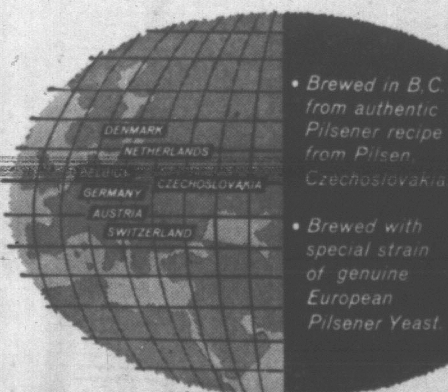 DENMARK
NETHERLANDS
BELGIUM
CZECHOSLOVAKIA
GERMANY
AUSTRIA
SWITZERLAND
• Brewed in B.C.
from authentic
Pilsener recipe
from Pilsen,
Czechoslovakia
• Brewed with
special strain
of genuine
European
Pilsener Yeast.